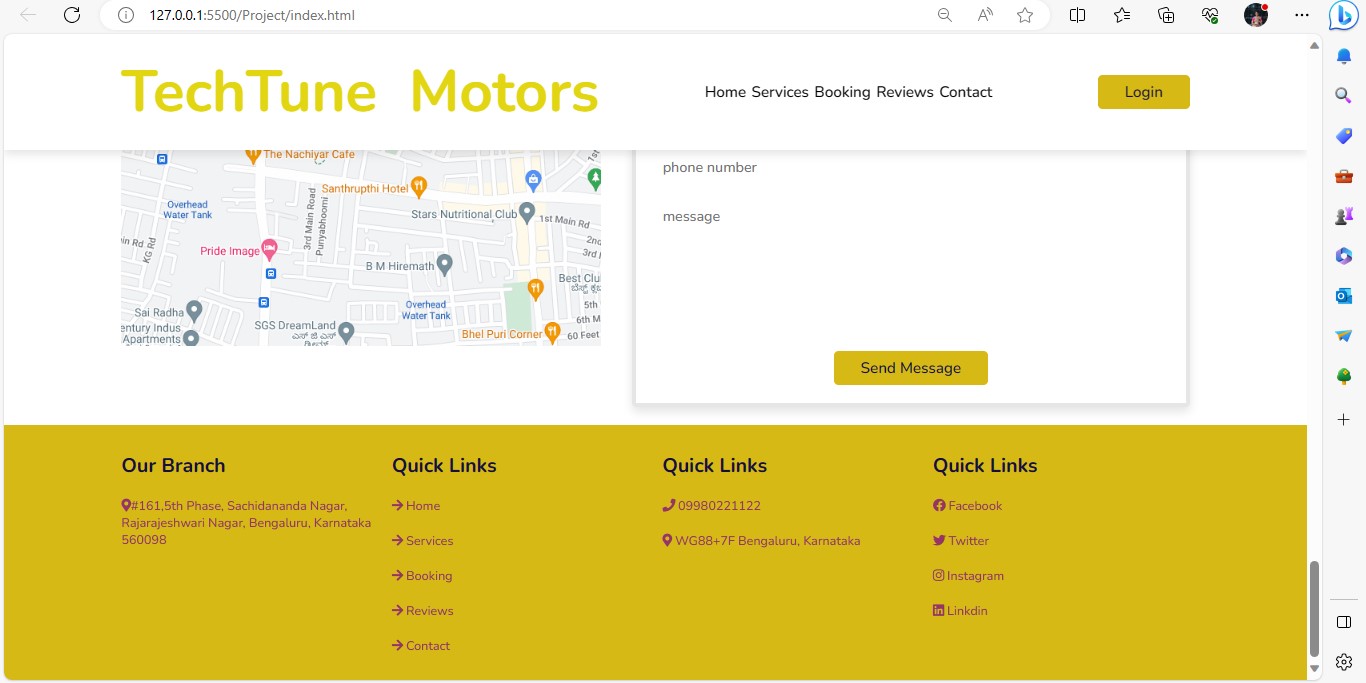 127.0.0.1:5500/Project/index.html
TechTune Motors
Home Services Booking Reviews Contact
Login
The Nachiyar Cafe
Santhrupthi Hotel
1st
Overhead
Water Tank
3rd Main Road
Punyabhoomi
Stars Nutritional Club
1st Main Rd
in Rd
KG Rd
2nd
3rd
Pride Image
B M Hiremath
Best Clu
Sai Radha
entury Indus
Apartments
SGS DreamLand
Overhead
Water Tank
5th
6th M
Bhel Puri Corner
60 Feet
phone number
message
Send Message
Our Branch
#161,5th Phase, Sachidananda Nagar,
Rajarajeshwari Nagar, Bengaluru, Karnataka
560098
Quick Links
Home
Services
Booking
Reviews
Contact
Quick Links
09980221122
WG88+7F Bengaluru, Karnataka
Quick Links
Facebook
Twitter
Instagram
Linkdin